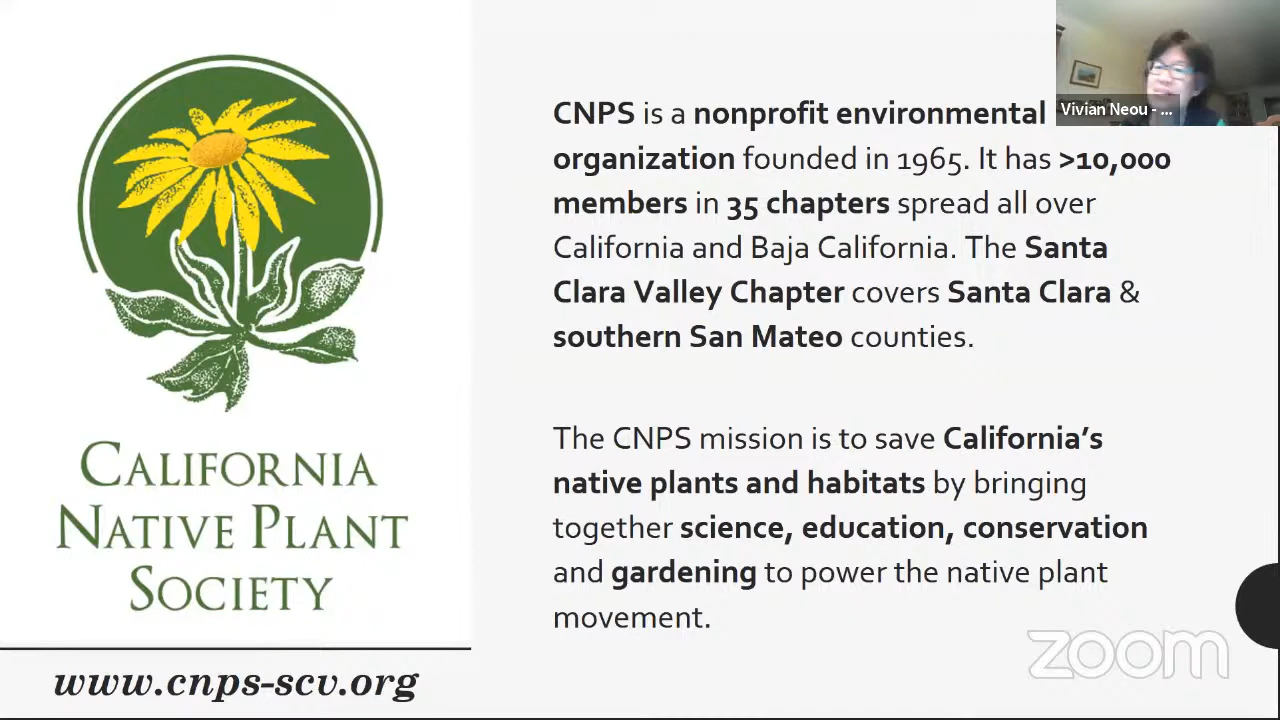 CALIFORNIA
NATIVE PLANT
SOCIETY
www.cnps-scv.org
CNPS is a nonprofit environmental
organization founded in 1965. It has >10,000
members in 35 chapters spread all over
California and Baja California. The Santa
Clara Valley Chapter covers Santa Clara &
southern San Mateo counties.
The CNPS mission is to save California’s
native plants and habitats by bringing
together science, education, conservation
and gardening to power the native plant
movement.
Vivian Neou - ...
zoom